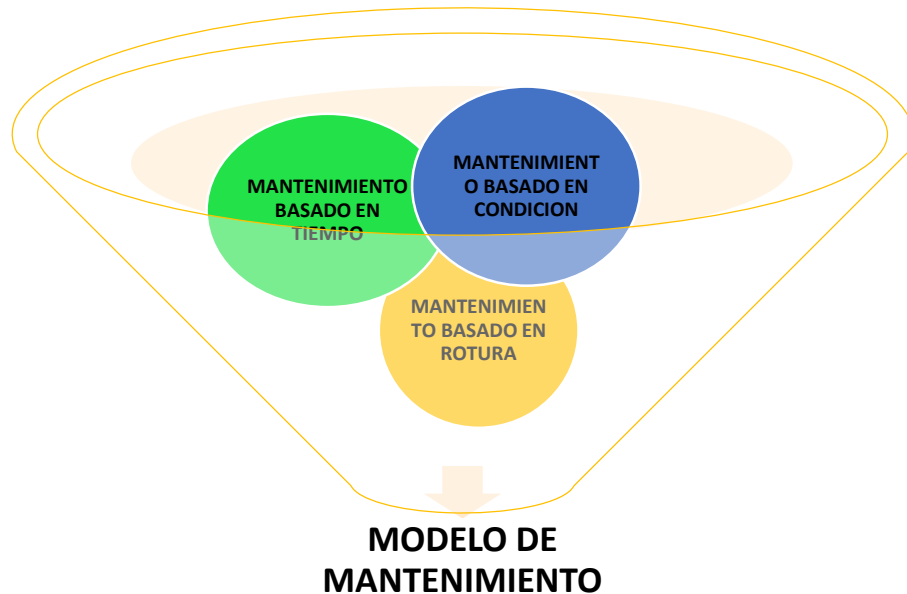 MANTENIMIENTO
BASADO EN
TIEMPO
MANTENIMIENT
O BASADO EN
CONDICION
MANTENIMIEN
TO BASADO EN
ROTURA
MODELO DE
MANTENIMIENTO